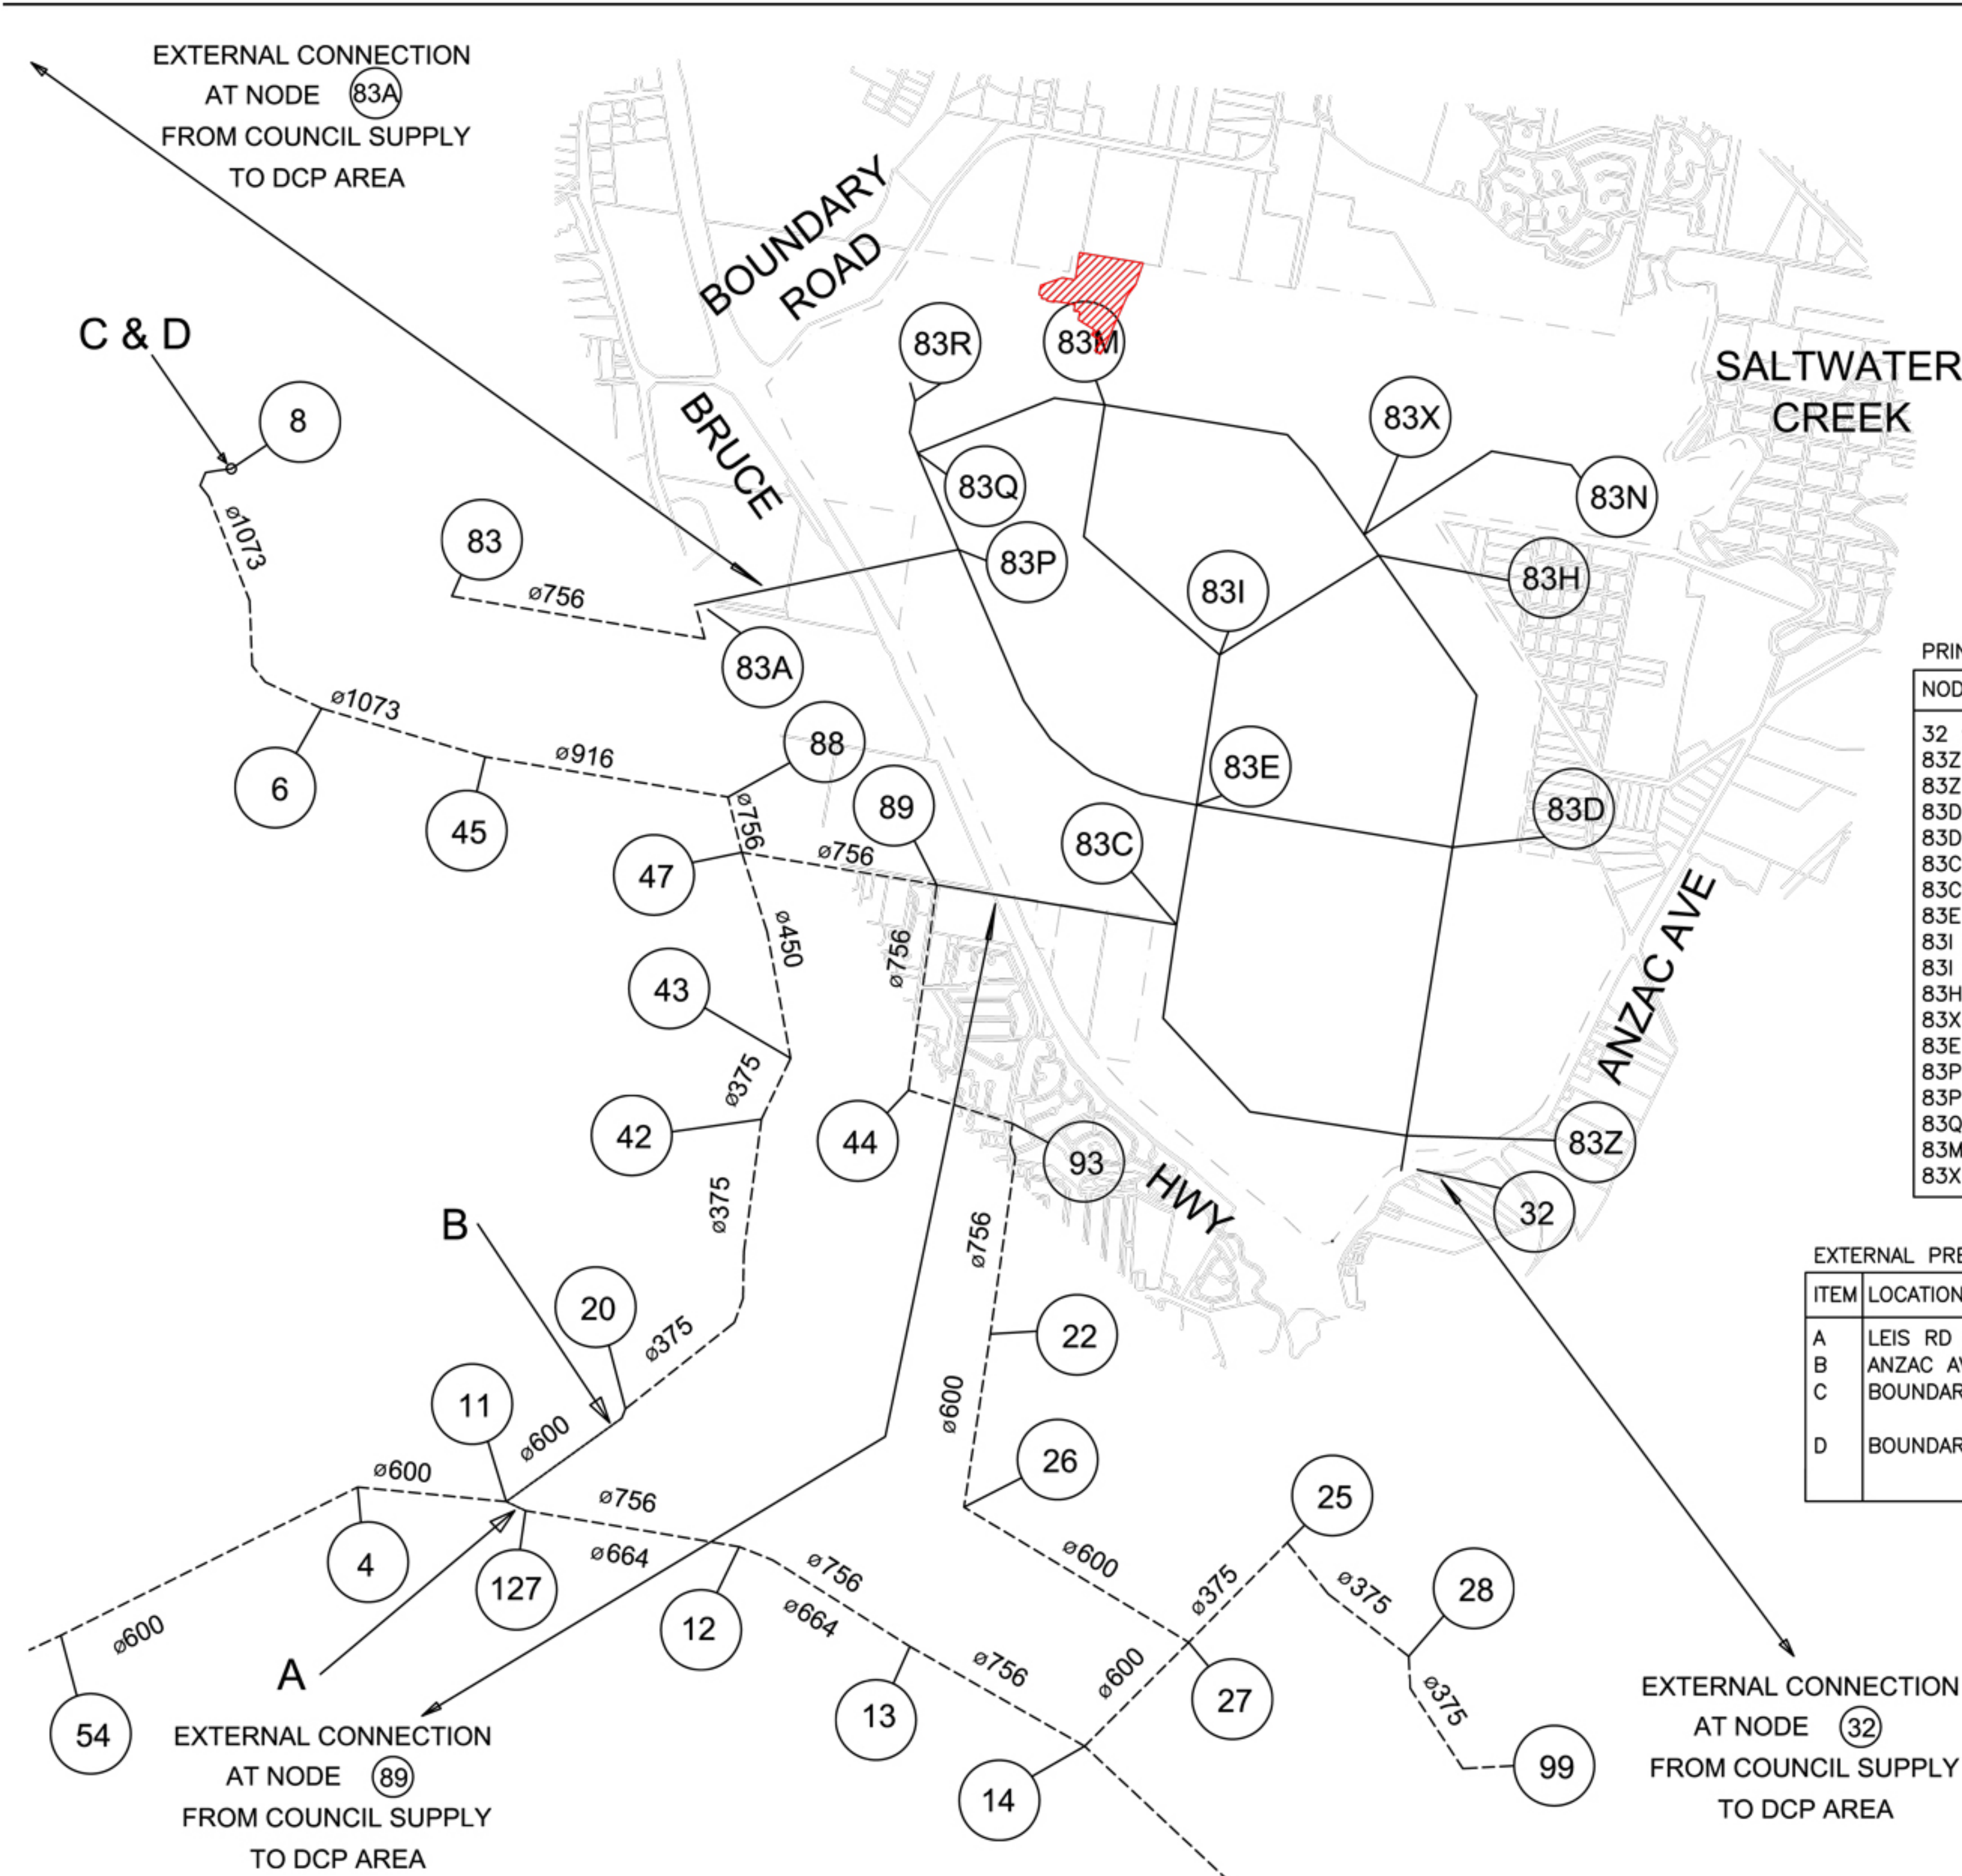 EXTERNAL CONNECTION
AT NODE 83A
FROM COUNCIL SUPPLY
TO DCP AREA
BOUNDARY
ROAD
C & D
8
83R
83M
SALTWATER
CREEK
83X
BRUCE
83Q
83N
ø1073
83
83P
83H
ø756
83I
83A
PRIN
NOD
ø1073
88
ø916
83E
6
89
83D
45
ø756
83C
47
ø756
32
83Z
83Z
83D
83D
83C
83C
83E
83I
83I
83H
83X
83E
83P
83P
83Q
83M
83X
ø450
ø756
ANZAC AVE
43
ø375
42
44
93
83Z
HWY
32
ø375
B
ø756
20
22
ø375
EXTERNAL PRE
ITEM LOCATION
A LEIS RD
B ANZAC AV
C BOUNDAR
D BOUNDAR
11
ø600
ø600
26
25
ø600
ø756
4
127
ø664
ø756
ø600
ø375
ø375
28
ø600
12
ø664
A
ø756
ø600
27
ø375
54
13
14
99
EXTERNAL CONNECTION
AT NODE 89
FROM COUNCIL SUPPLY
TO DCP AREA
EXTERNAL CONNECTION
AT NODE 32
FROM COUNCIL SUPPLY
TO DCP AREA